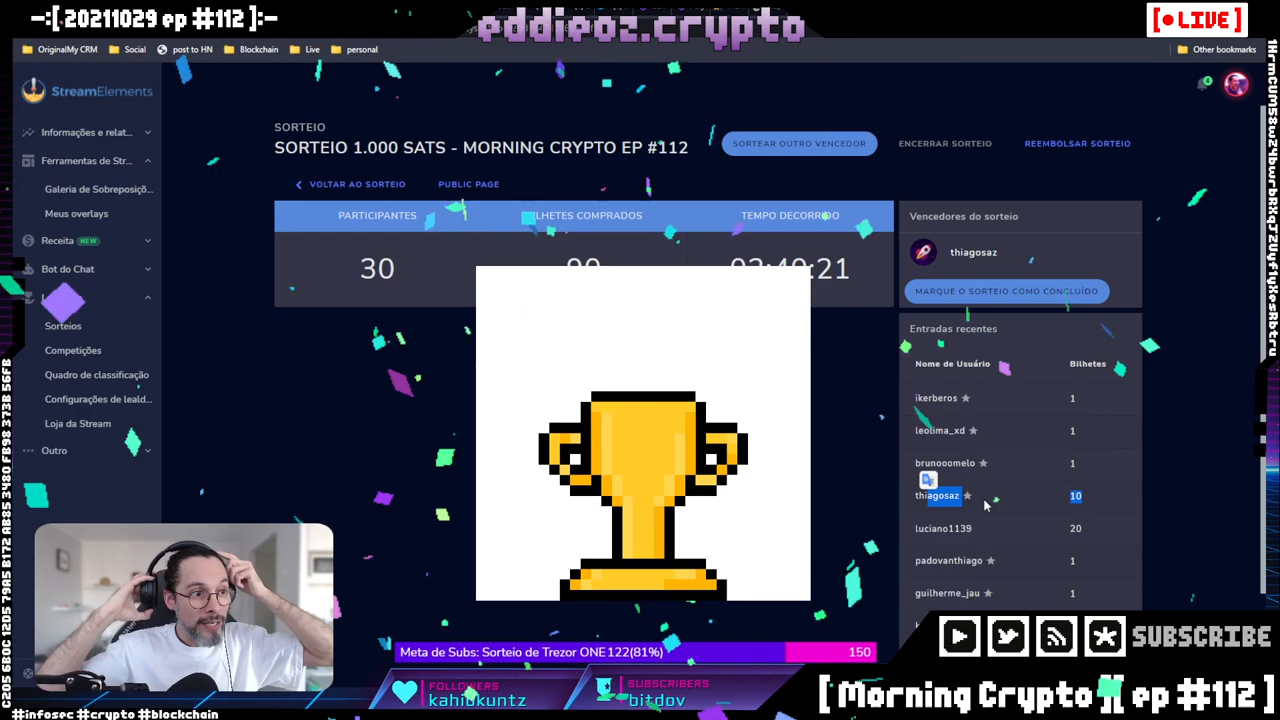 —:[ 20211029 ep #112 ]:—
eddieoz.crypto
[ LIVE ]
OriginalMy CRM
Social
post to HN
Blockchain
Live
personal
Other bookmarks
StreamElements
4
Informações e relat...
Ferramentas de Str...
Galeria de Sobreposiçõ...
Meus overlays
Receita NEW
Bot do Chat
Sorteios
Competições
Quadro de classificação
Configurações de leald...
Loja da Stream
Outro
SORTEIO
SORTEIO 1.000 SATS - MORNING CRYPTO EP #112
SORTEAR OUTRO VENCEDOR
ENCERRAR SORTEIO
REEMBOLSAR SORTEIO
VOLTAR AO SORTEIO
PUBLIC PAGE
PARTICIPANTES
BILHETES COMPRADOS
TEMPO DECORRIDO
30
Vencedores do sorteio
thiagosaz
MARQUE O SORTEIO COMO CONCLUÍDO
Entradas recentes
Nome de Usuário
Bilhetes
ikerberos
1
leolima_xd
1
brunooomelo
1
thiagosaz
10
luciano1139
20
padovanthiago
1
guilherme_jau
1
Meta de Subs: Sorteio de Trezor ONE
122(81%)
150
FOLLOWERS
kahiokuntz
SUBSCRIBERS
bitdov
SUBSCRIBE
[ Morning Crypto ][ ep #112 ]
#infosec #crypto #blockchain